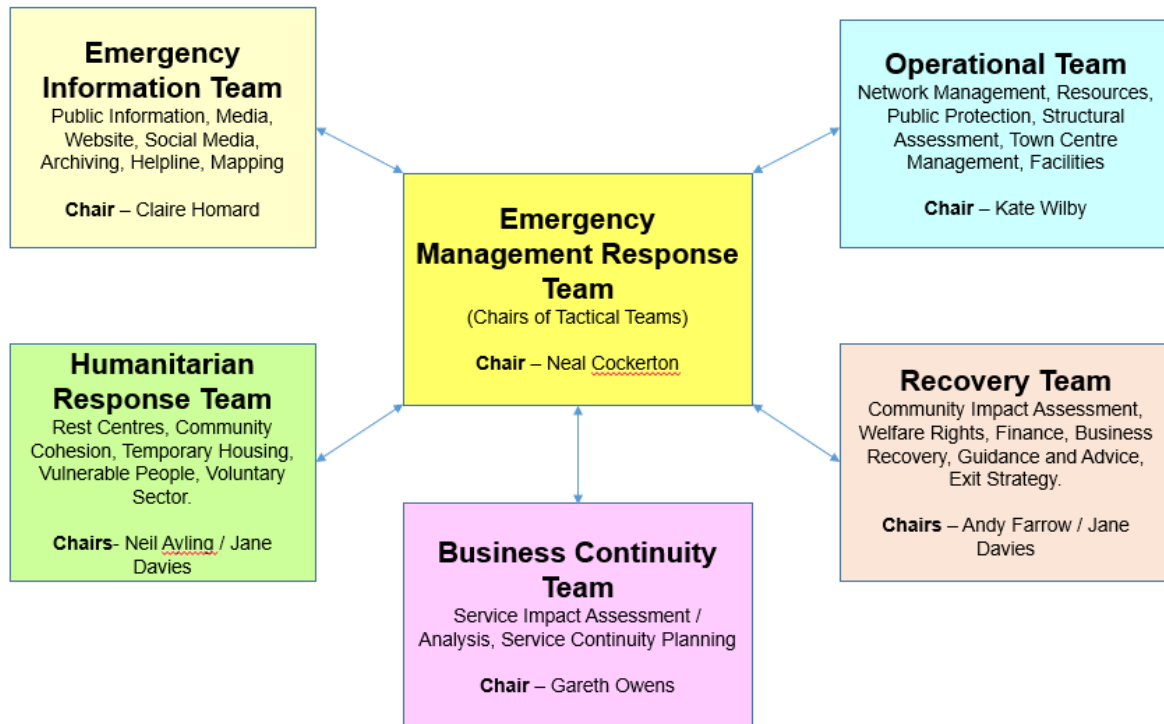 Emergency
Information Team
Public Information, Media,
Website, Social Media,
Archiving, Helpline, Mapping
Chair – Claire Homard
Operational Team
Network Management, Resources,
Public Protection, Structural
Assessment, Town Centre
Management, Facilities
Chair – Kate Wilby
Emergency
Management Response
Team
(Chairs of Tactical Teams)
Chair – Neal Cockerton
Humanitarian
Response Team
Rest Centres, Community
Cohesion, Temporary Housing,
Vulnerable People, Voluntary
Sector.
Chairs- Neil Ayling / Jane
Davies
Recovery Team
Community Impact Assessment,
Welfare Rights, Finance, Business
Recovery, Guidance and Advice,
Exit Strategy.
Chairs – Andy Farrow / Jane
Davies
Business Continuity
Team
Service Impact Assessment /
Analysis, Service Continuity Planning
Chair – Gareth Owens